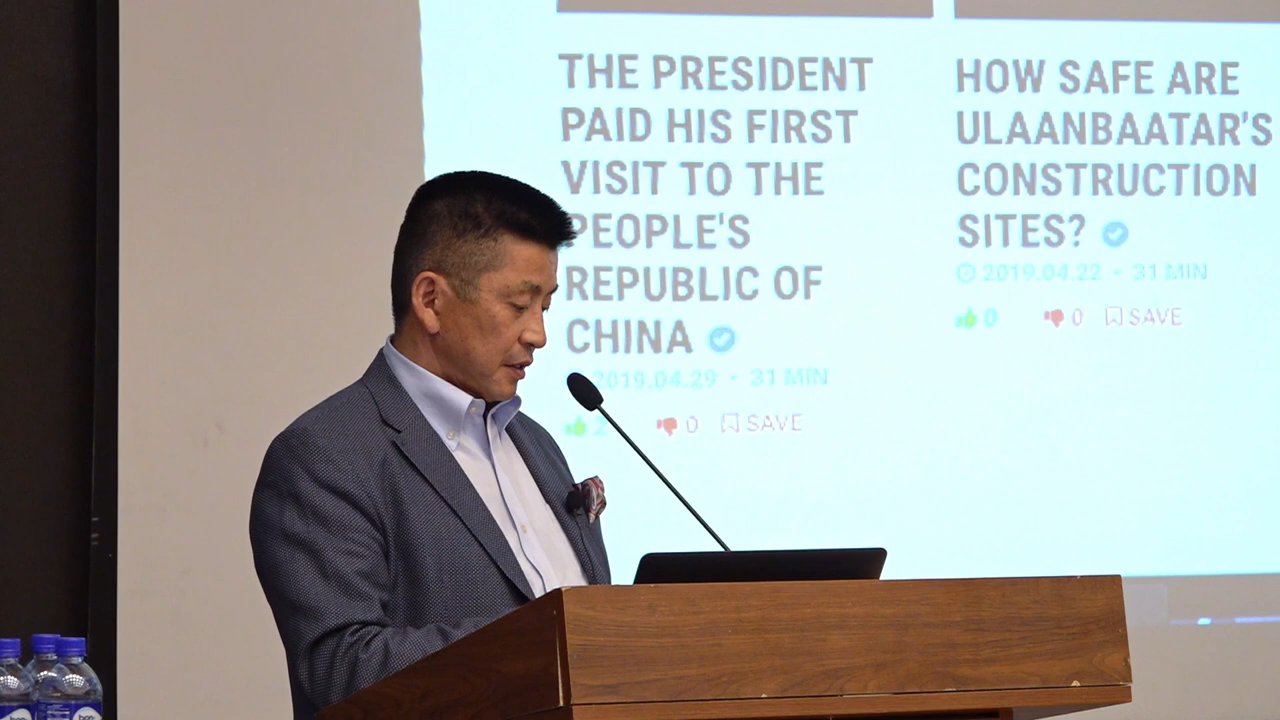 THE PRESIDENT
PAID HIS FIRST
VISIT TO THE
PEOPLE'S
REPUBLIC OF
CHINA
2019.04.29 • 31 MIN
2 0 SAVE
HOW SAFE ARE
ULAANBAATAR'S
CONSTRUCTION
SITES?
2019.04.22 • 31 MIN
0 0 SAVE